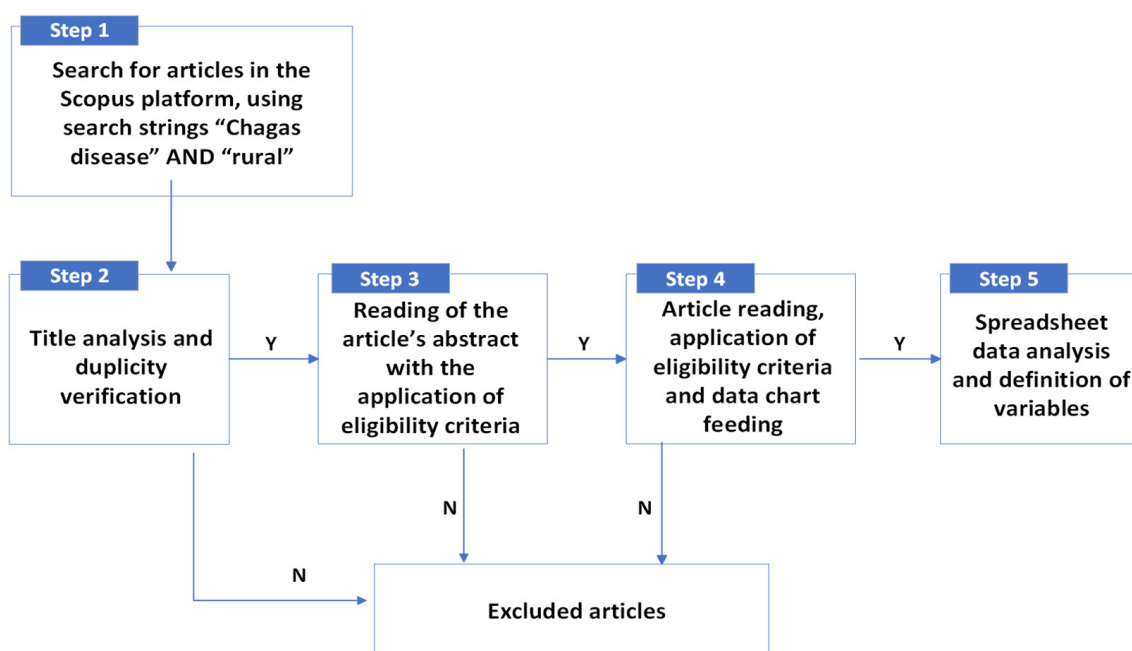 Step 1
Search for articles in the
Scopus platform, using
search strings “Chagas
disease” AND “rural”
Step 2
Title analysis and
duplicity
verification
Y
Step 3
Reading of the
article’s abstract
with the
application of
eligibility criteria
Y
Step 4
Article reading,
application of
eligibility criteria
and data chart
feeding
Y
Step 5
Spreadsheet
data analysis
and definition of
variables
N
N
N
Excluded articles